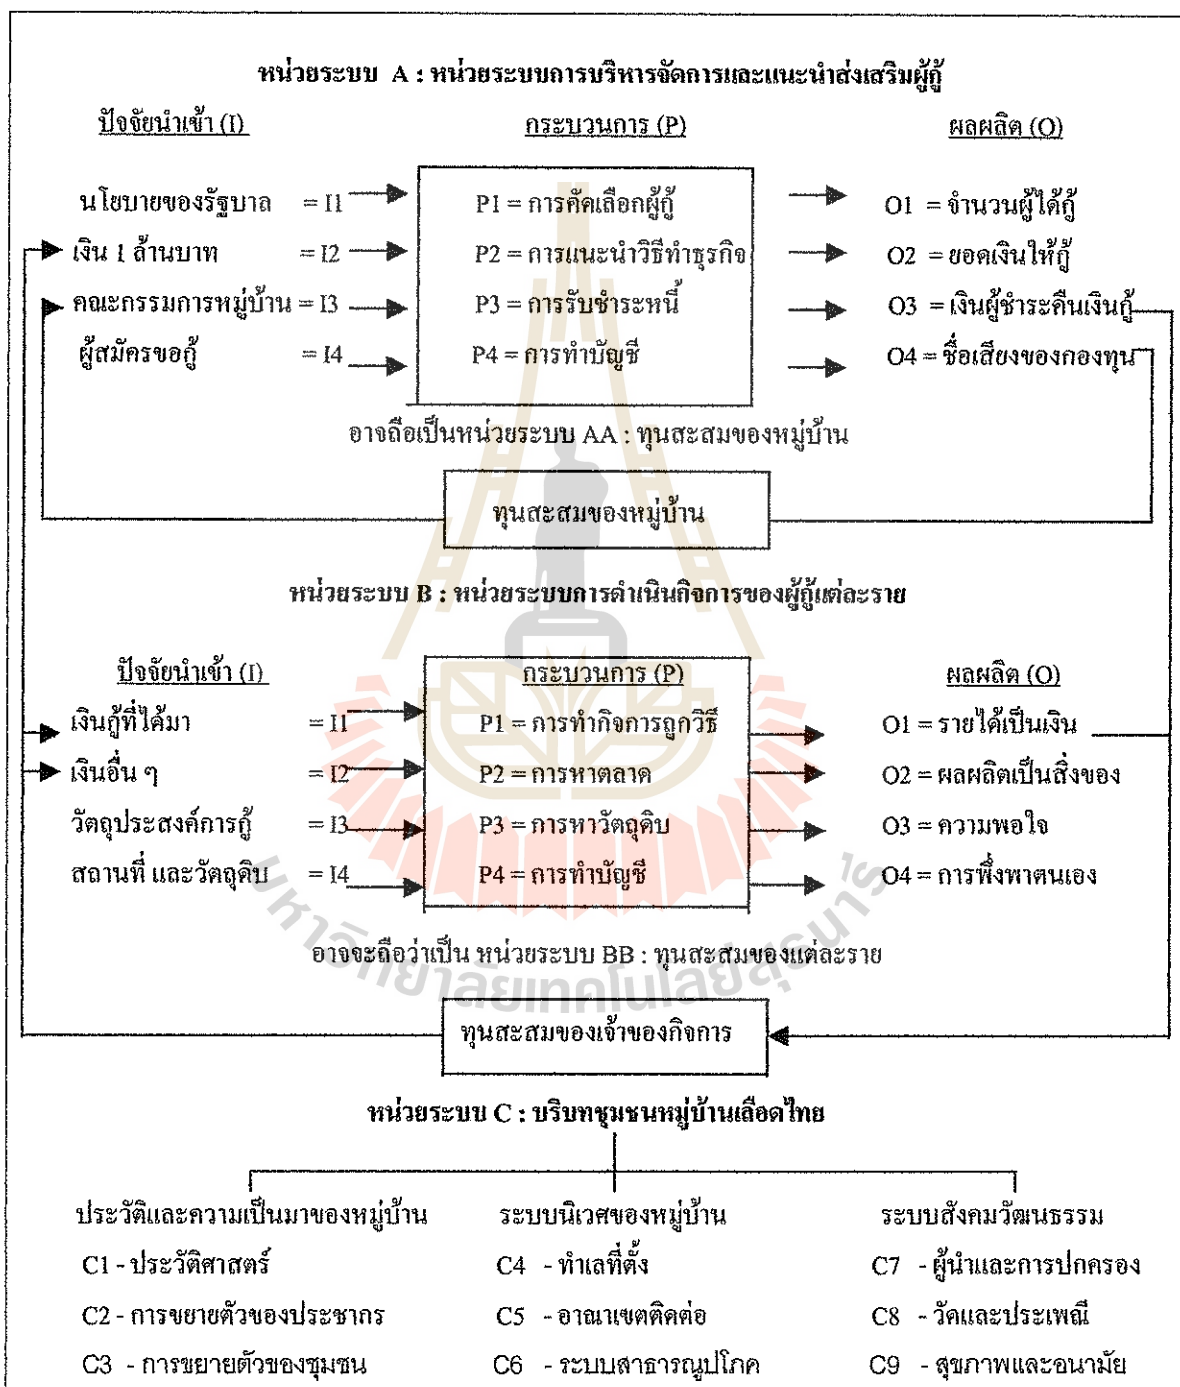 หน่วยระบบ A : หน่วยระบบการบริหารจัดการและแนะนำส่งเสริมผู้กู้
ปัจจัยนำเข้า (I) กระบวนการ (P) ผลผลิต (O)
นโยบายของรัฐบาล = I1 P1 = การคัดเลือกผู้กู้ O1 = จำนวนผู้ได้กู้
เงิน 1 ล้านบาท = I2 P2 = การแนะนำวิธีทำธุรกิจ O2 = ยอดเงินให้กู้
คณะกรรมการหมู่บ้าน = I3 P3 = การรับชำระหนี้ O3 = เงินผู้ชำระคืนเงินกู้
ผู้สมัครขอกู้ = I4 P4 = การทำบัญชี O4 = ชื่อเสียงของกองทุน
อาจถือเป็นหน่วยระบบ AA : ทุนสะสมของหมู่บ้าน
ทุนสะสมของหมู่บ้าน
หน่วยระบบ B : หน่วยระบบการดำเนินกิจการของผู้กู้แต่ละราย
ปัจจัยนำเข้า (I) กระบวนการ (P) ผลผลิต (O)
เงินกู้ที่ได้มา = I1 P1 = การทำกิจการถูกวิธี O1 = รายได้เป็นเงิน
เงินอื่น ๆ = I2 P2 = การหาตลาด O2 = ผลผลิตเป็นสิ่งของ
วัตถุประสงค์การกู้ = I3 P3 = การหาวัตถุดิบ O3 = ความพอใจ
สถานที่ และวัตถุดิบ = I4 P4 = การทำบัญชี O4 = การพึ่งพาตนเอง
อาจจะถือว่าเป็น หน่วยระบบ BB : ทุนสะสมของแต่ละราย
มหาวิทยาลัยเทคโนโลยีสุรนารี
ทุนสะสมของเจ้าของกิจการ
หน่วยระบบ C : บริบทชุมชนหมู่บ้านเลือดไทย
ประวัติและความเป็นมาของหมู่บ้าน ระบบนิเวศของหมู่บ้าน ระบบสังคมวัฒนธรรม
C1 - ประวัติศาสตร์ C4 - ทำเลที่ตั้ง C7 - ผู้นำและการปกครอง
C2 - การขยายตัวของประชากร C5 - อาณาเขตติดต่อ C8 - วัดและประเพณี
C3 - การขยายตัวของชุมชน C6 - ระบบสาธารณูปโภค C9 - สุขภาพและอนามัย